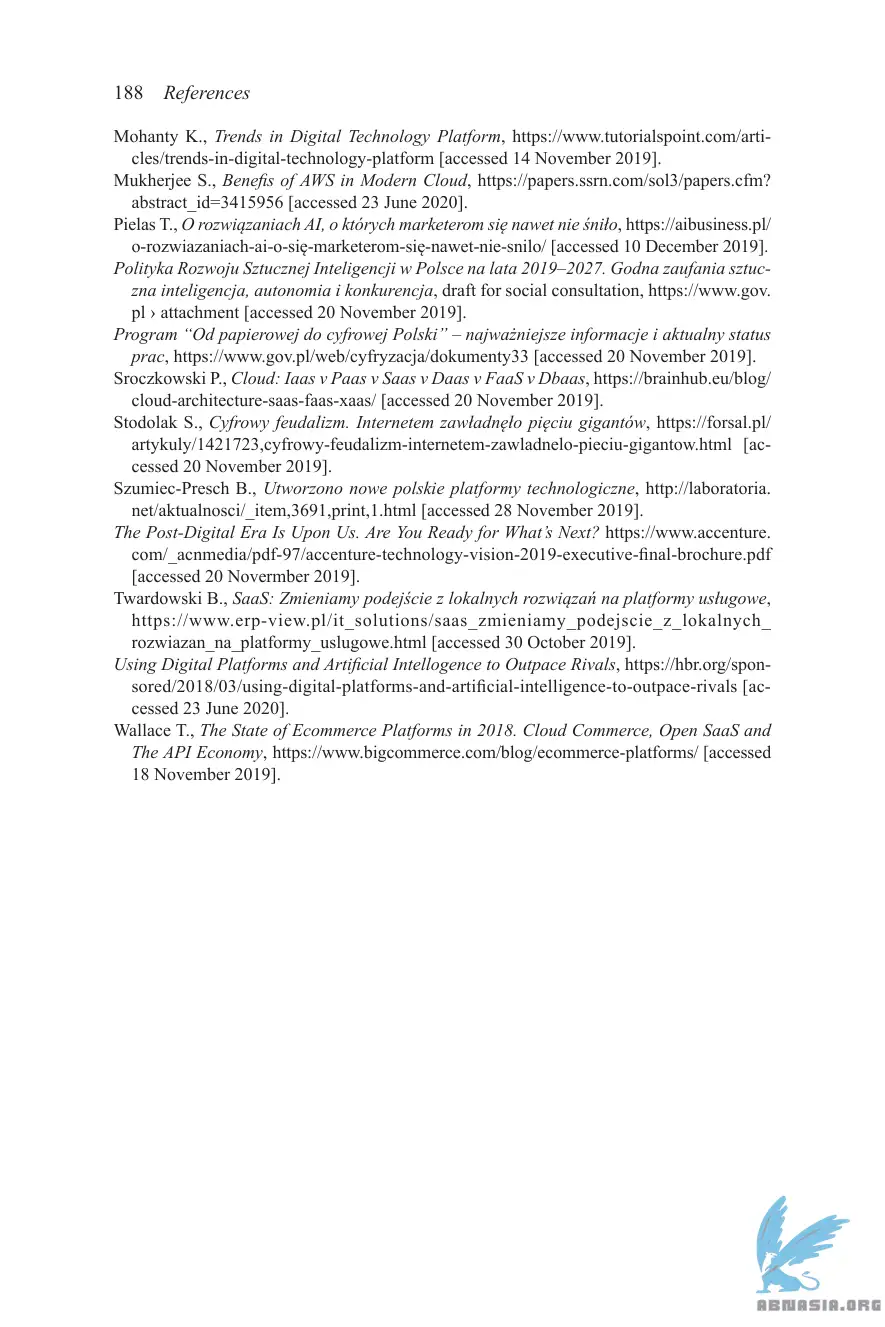 188 References
Mohanty K., Trends in Digital Technology Platform, https://www.tutorialspoint.com/arti-
cles/trends-in-digital-technology-platform [accessed 14 November 2019].
Mukherjee S., Benefis of AWS in Modern Cloud, https://papers.ssrn.com/sol3/papers.cfm?
abstract_id=3415956 [accessed 23 June 2020].
Pielas T., O rozwiązaniach AI, o których marketerom się nawet nie śniło, https://aibusiness.pl/
o-rozwiazaniach-ai-o-się-marketerom-się-nawet-nie-snilo/ [accessed 10 December 2019].
Polityka Rozwoju Sztucznej Inteligencji w Polsce na lata 2019–2027. Godna zaufania sztuc-
zna inteligencja, autonomia i konkurencja, draft for social consultation, https://www.gov.
pl › attachment [accessed 20 November 2019].
Program “Od papierowej do cyfrowej Polski” – najważniejsze informacje i aktualny status
prac, https://www.gov.pl/web/cyfryzacja/dokumenty33 [accessed 20 November 2019].
Sroczkowski P., Cloud: Iaas v Paas v Saas v Daas v FaaS v Dbaas, https://brainhub.eu/blog/
cloud-architecture-saas-faas-xaas/ [accessed 20 November 2019].
Stodolak S., Cyfrowy feudalizm. Internetem zawładnęło pięciu gigantów, https://forsal.pl/
artykuly/1421723,cyfrowy-feudalizm-internetem-zawladnelo-pieciu-gigantow.html [ac-
cessed 20 November 2019].
Szumiec-Presch B., Utworzono nowe polskie platformy technologiczne, http://laboratoria.
net/aktualnosci/_item,3691,print,1.html [accessed 28 November 2019].
The Post-Digital Era Is Upon Us. Are You Ready for What’s Next? https://www.accenture.
com/_acnmedia/pdf-97/accenture-technology-vision-2019-executive-final-brochure.pdf
[accessed 20 Novermber 2019].
Twardowski B., SaaS: Zmieniamy podejście z lokalnych rozwiązań na platformy usługowe,
https://www.erp-view.pl/it_solutions/saas_zmieniamy_podejscie_z_lokalnych_
rozwiazan_na_platformy_uslugowe.html [accessed 30 October 2019].
Using Digital Platforms and Artificial Intellogence to Outpace Rivals, https://hbr.org/spon-
sored/2018/03/using-digital-platforms-and-artificial-intelligence-to-outpace-rivals [ac-
cessed 23 June 2020].
Wallace T., The State of Ecommerce Platforms in 2018. Cloud Commerce, Open SaaS and
The API Economy, https://www.bigcommerce.com/blog/ecommerce-platforms/ [accessed
18 November 2019].
ABNASIA.ORG